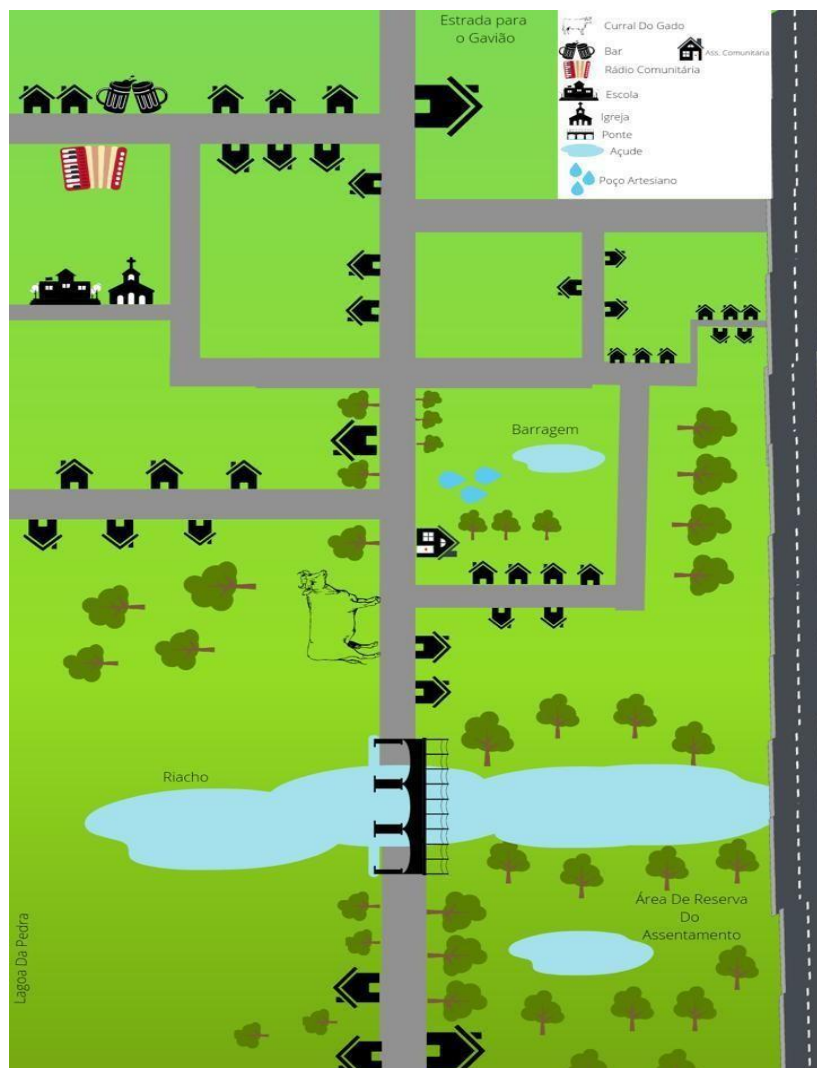 Estrada para
o Gavião
Curral Do Gado
Bar
Ass. Comunitária
Rádio Comunitária
Escola
Igreja
Ponte
Açude
Poço Artesiano
Barragem
Riacho
Área De Reserva
Do
Assentamento
Lagoa Da Pedra